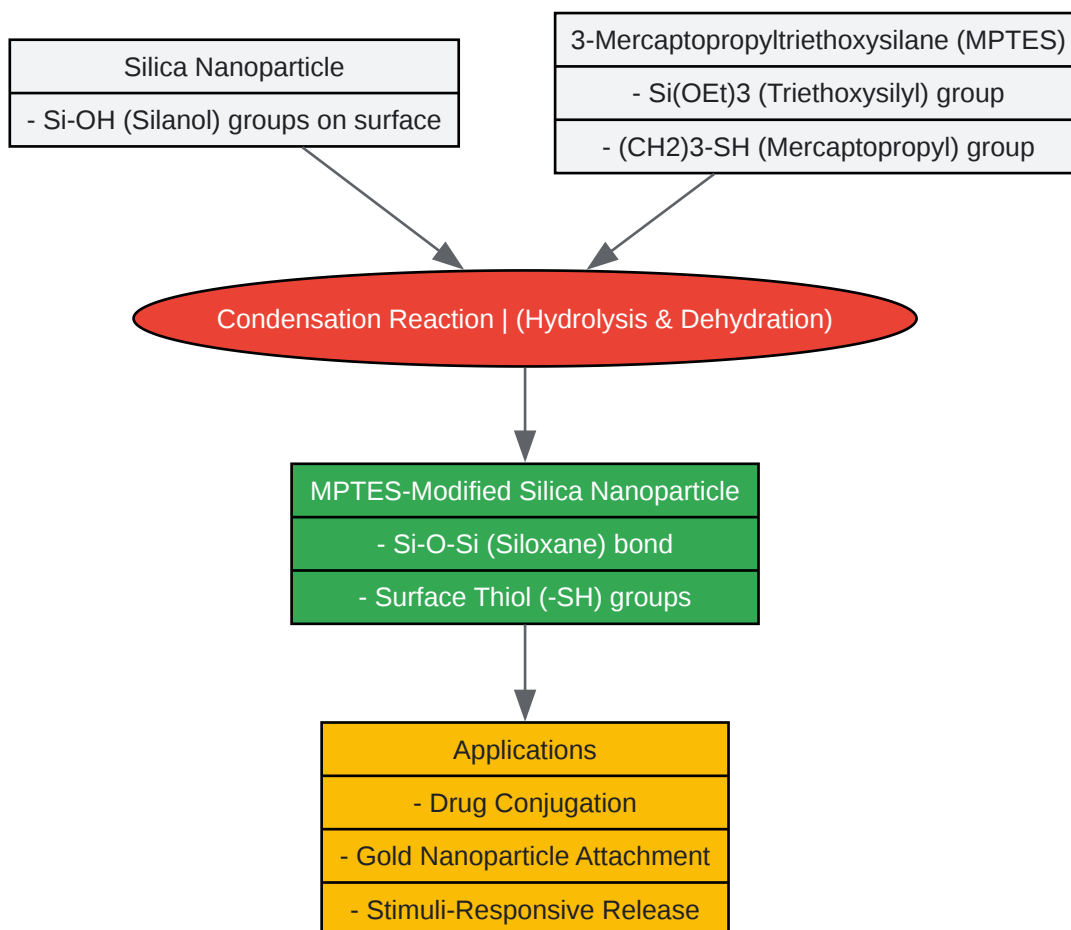 Silica Nanoparticle
- Si-OH (Silanol) groups on surface
3-Mercaptopropyltriethoxysilane (MPTES)
- Si(OEt)3 (Triethoxysilyl) group
- (CH2)3-SH (Mercaptopropyl) group
Condensation Reaction | (Hydrolysis & Dehydration)
MPTES-Modified Silica Nanoparticle
- Si-O-Si (Siloxane) bond
- Surface Thiol (-SH) groups
Applications
- Drug Conjugation
- Gold Nanoparticle Attachment
- Stimuli-Responsive Release